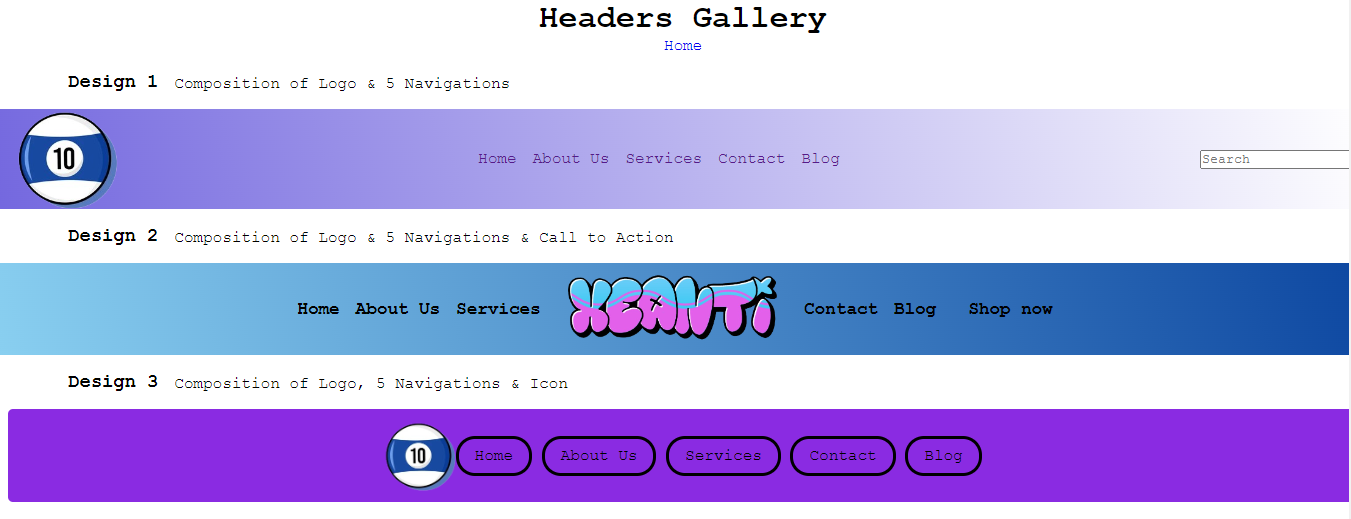 Headers Gallery
Home
Design 1 Composition of Logo & 5 Navigations
10 Home About Us Services Contact Blog Search
Design 2 Composition of Logo & 5 Navigations & Call to Action
Home About Us Services XEANTi Contact Blog Shop now
Design 3 Composition of Logo, 5 Navigations & Icon
10 Home About Us Services Contact Blog